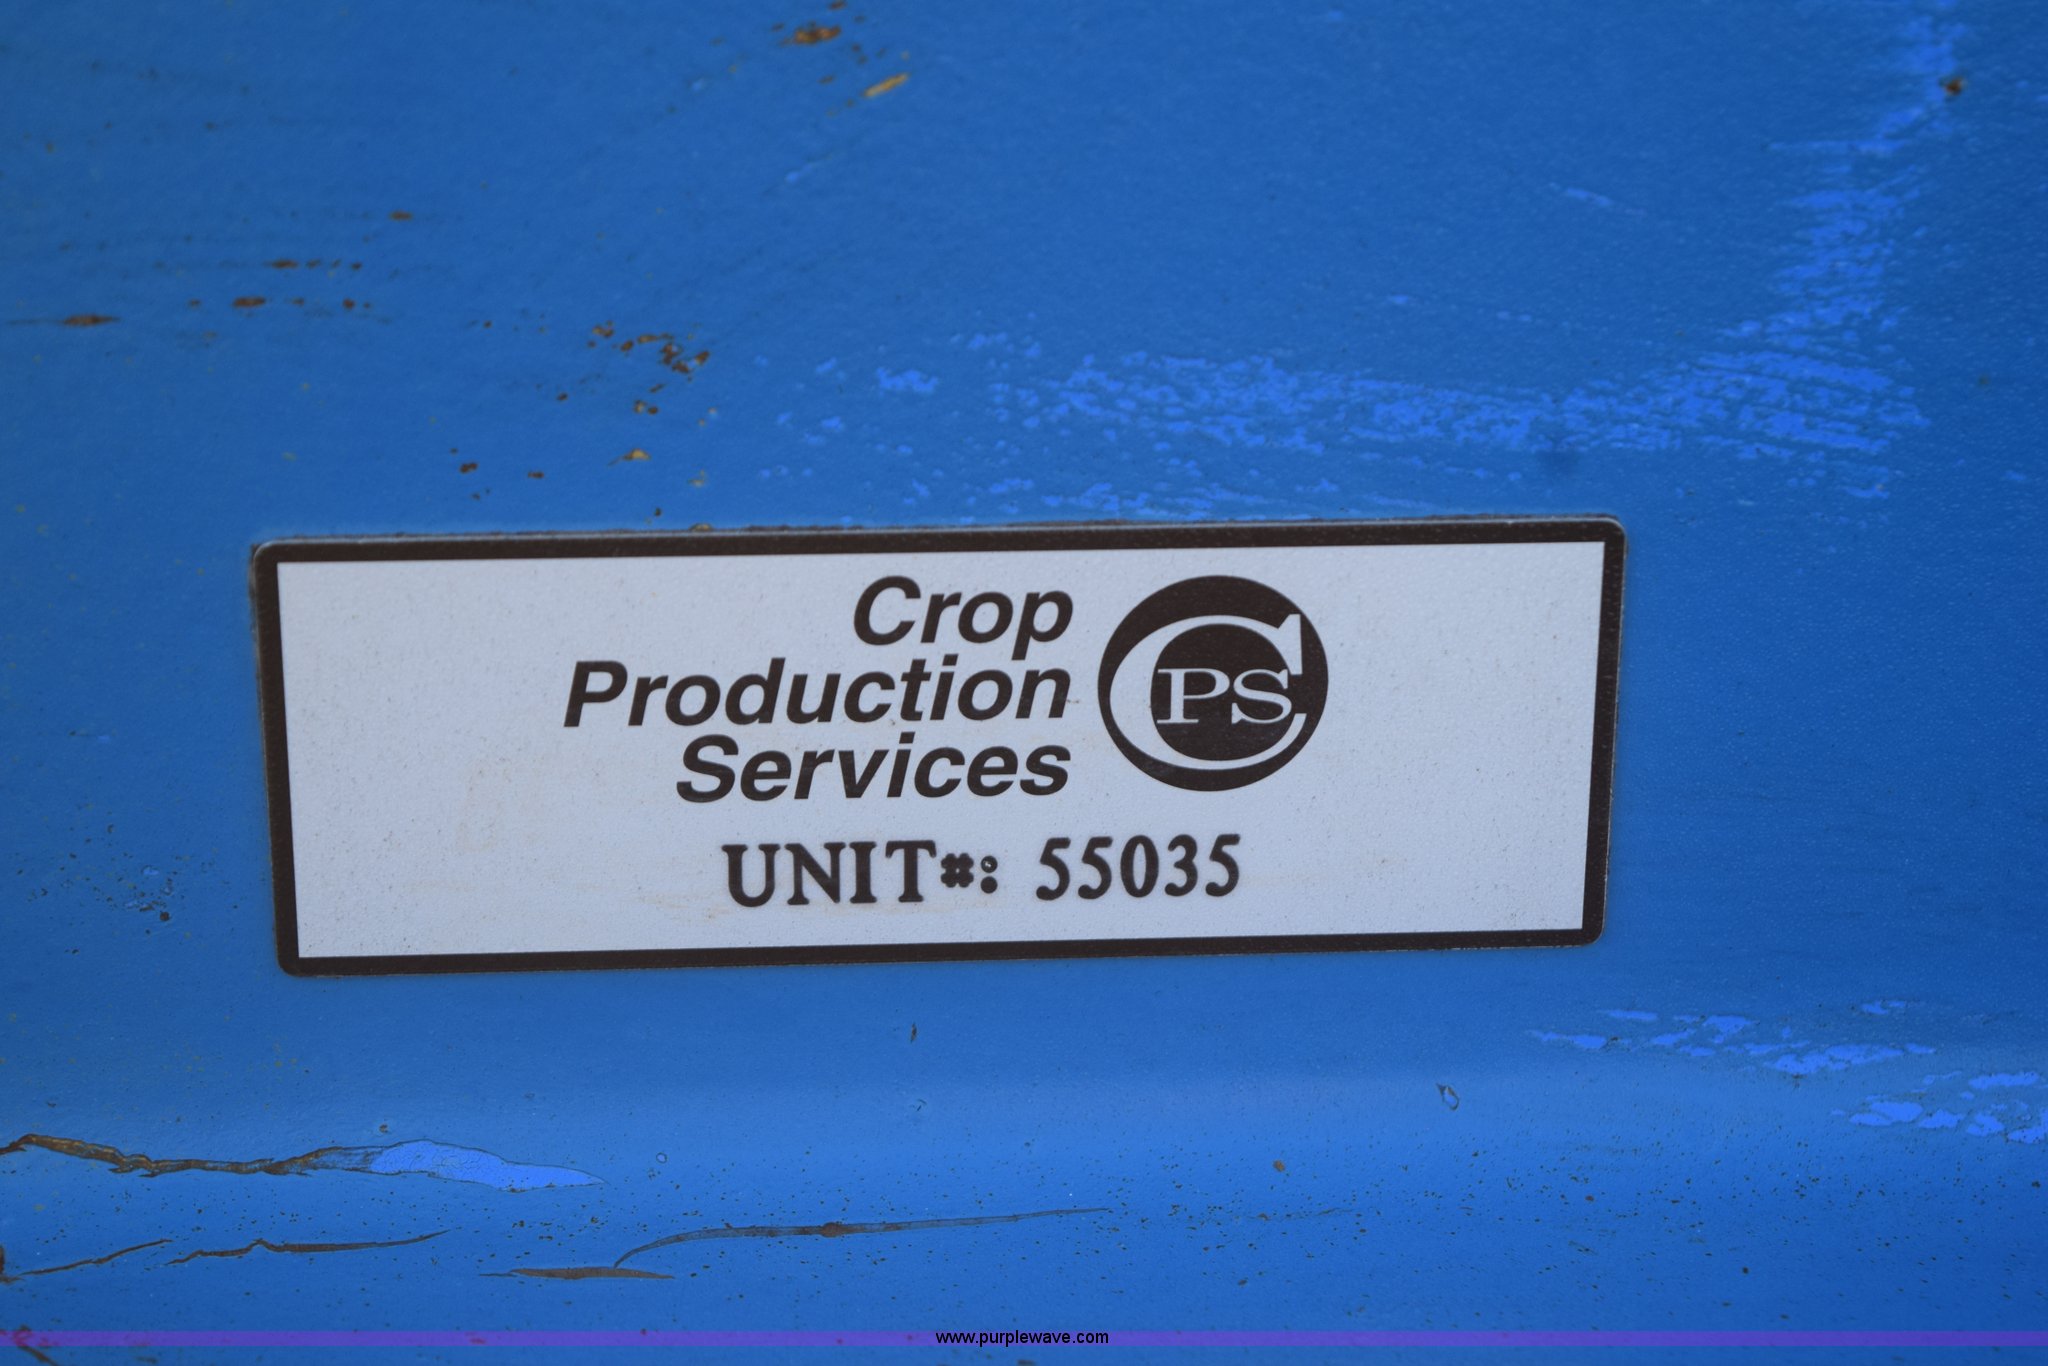 Crop
Production
Services
CPS
UNIT#: 55035
www.purplewave.com